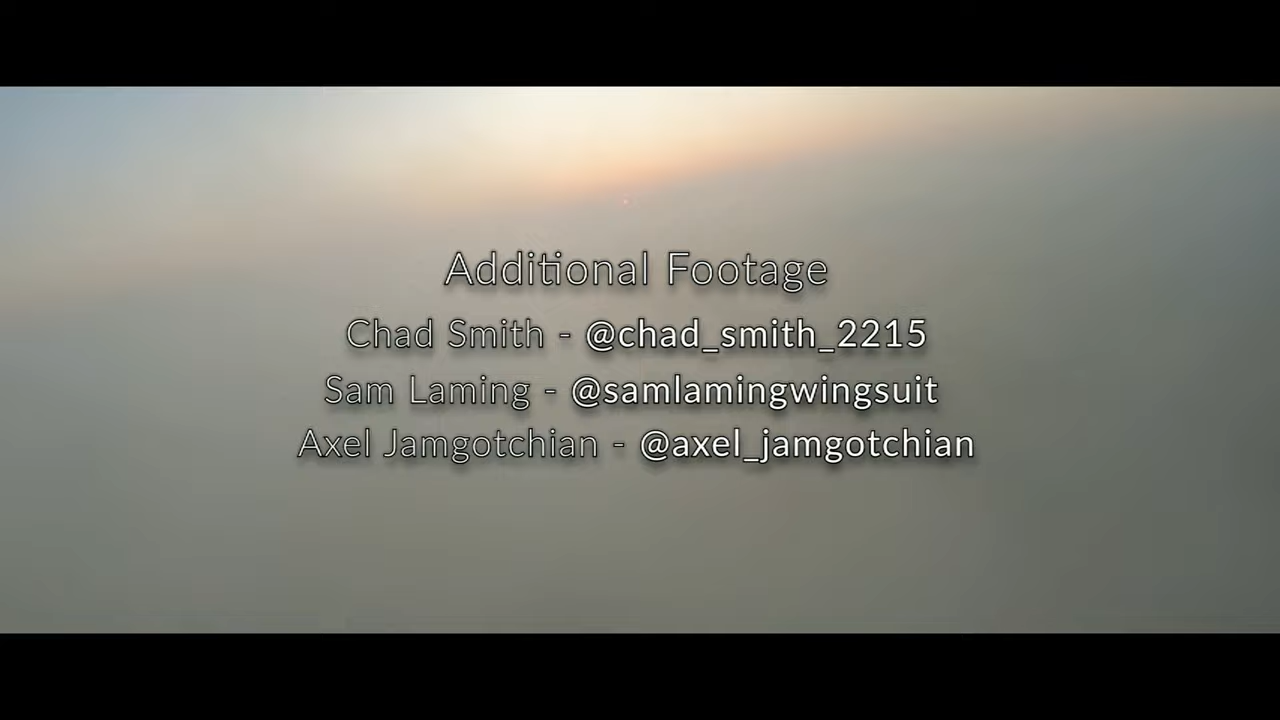 Additional Footage
Chad Smith - @chad_smith_2215
Sam Laming - @samlamingwingsuit
Axel Jamgotchian - @axel_jamgotchian